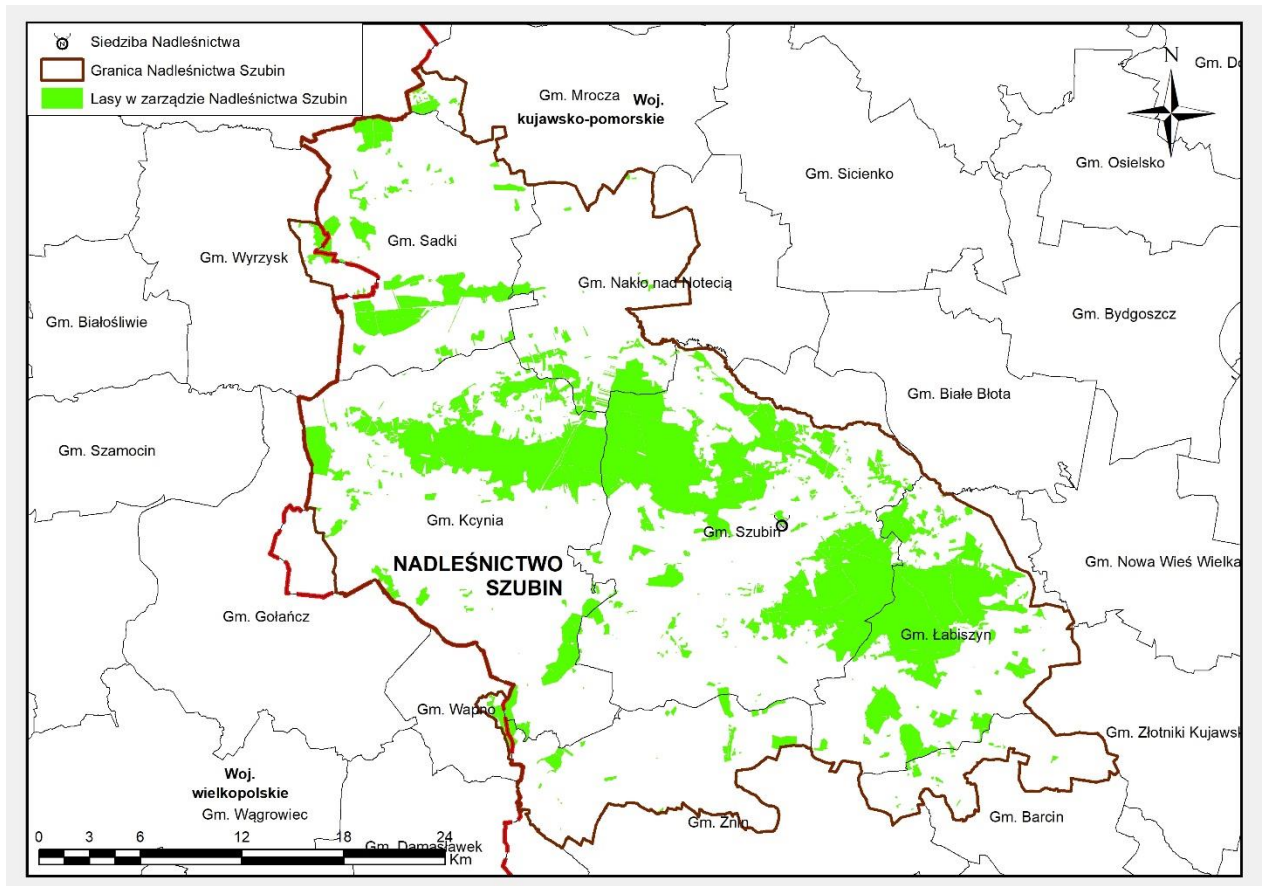 Siedziba Nadleśnictwa
Granica Nadleśnictwa Szubin
Lasy w zarządzie Nadleśnictwa Szubin
N
Gm. Mrocza
Woj.
kujawsko-pomorskie
Gm. Osielsko
Gm. Sicienko
Gm. Sadki
Gm. Wyrzysk
Gm. Nakło nad Notecią
Gm. Białośliwie
Gm. Bydgoszcz
Gm. Białe Błota
Gm. Szamocin
Gm. Kcynia
Gm. Szubin
N
NADLEŚNICTWO
SZUBIN
Gm. Nowa Wieś Wielka
Gm. Gołańcz
Gm. Łabiszyn
Gm. Wapno
Gm. Złotniki Kujawsk
Woj.
wielkopolskie
Gm. Wągrowiec
Gm. Żnin
Gm. Barcin
0 3 6 12 18 24
Km
Gm. Damasławek